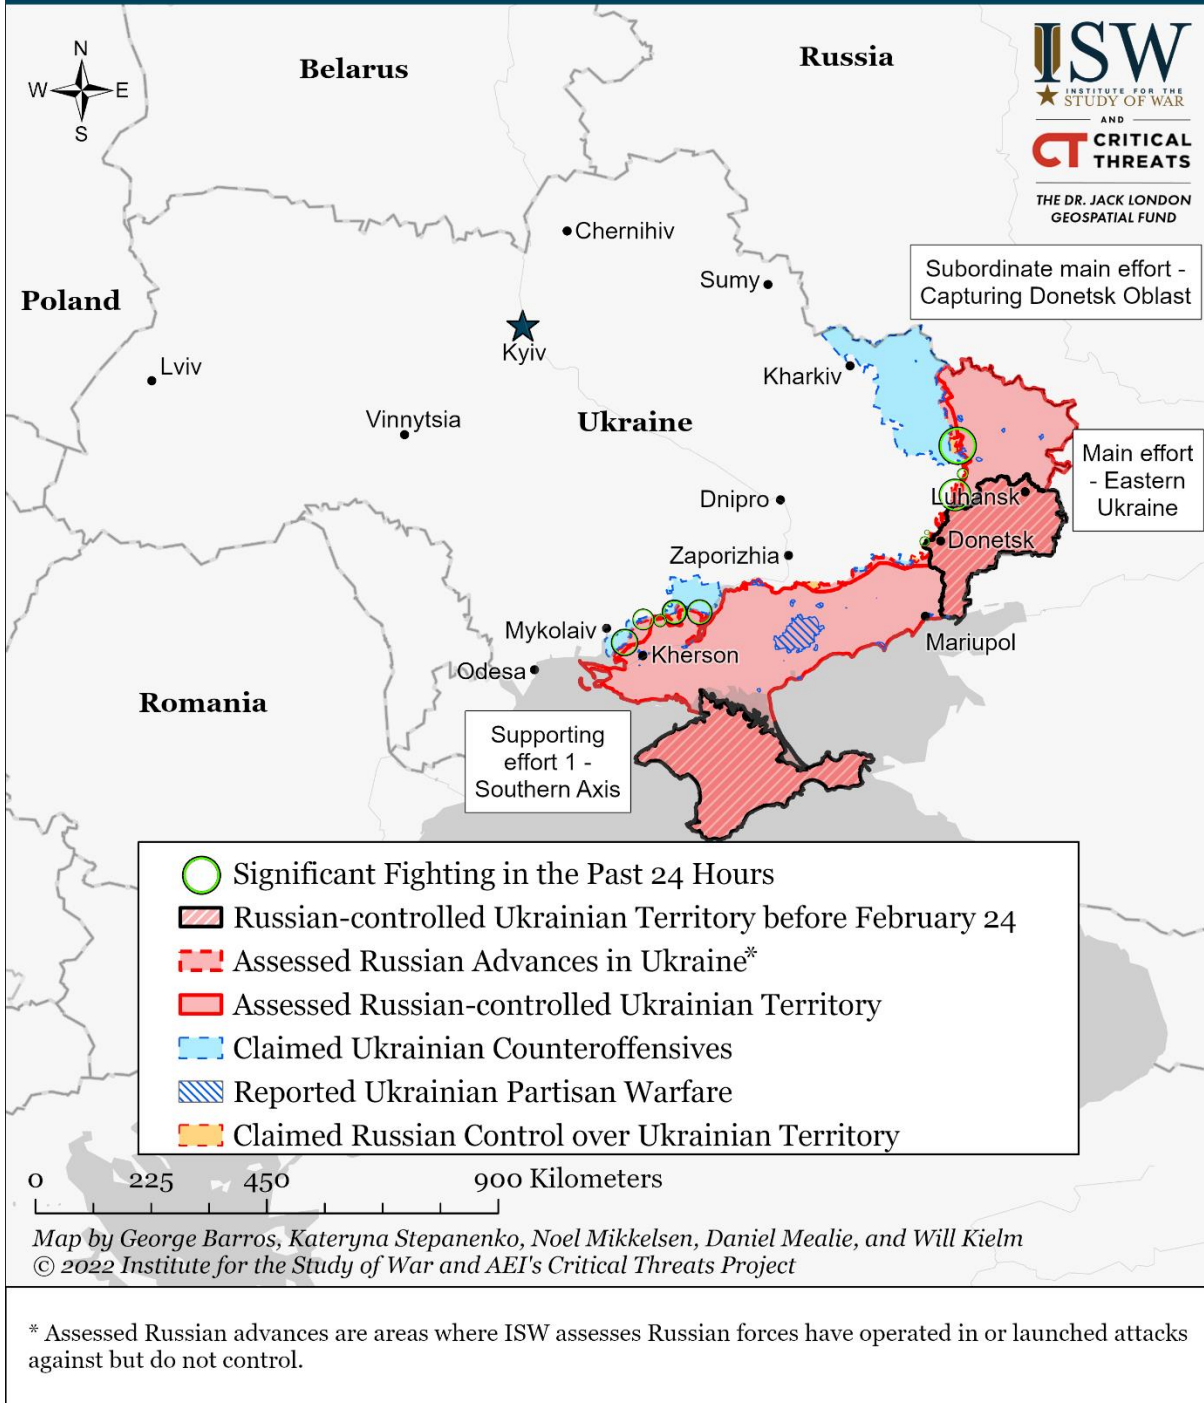 N
W
E
S
Belarus
Russia
ISW
INSTITUTE FOR THE
STUDY OF WAR
AND
CT CRITICAL
THREATS
THE DR. JACK LONDON
GEOSPATIAL FUND
Chernihiv
Subordinate main effort -
Capturing Donetsk Oblast
Sumy
Poland
Kyiv
Lviv
Kharkiv
Vinnytsia
Ukraine
Main effort
- Eastern
Ukraine
Dnipro
Luhansk
Donetsk
Zaporizhia
Mykolaiv
Mariupol
Kherson
Odesa
Romania
Supporting
effort 1 -
Southern Axis
Significant Fighting in the Past 24 Hours
Russian-controlled Ukrainian Territory before February 24
Assessed Russian Advances in Ukraine*
Assessed Russian-controlled Ukrainian Territory
Claimed Ukrainian Counteroffensives
Reported Ukrainian Partisan Warfare
Claimed Russian Control over Ukrainian Territory
0 225 450 900 Kilometers
Map by George Barros, Kateryna Stepanenko, Noel Mikkelsen, Daniel Mealie, and Will Kielm
© 2022 Institute for the Study of War and AEI's Critical Threats Project
* Assessed Russian advances are areas where ISW assesses Russian forces have operated in or launched attacks
against but do not control.